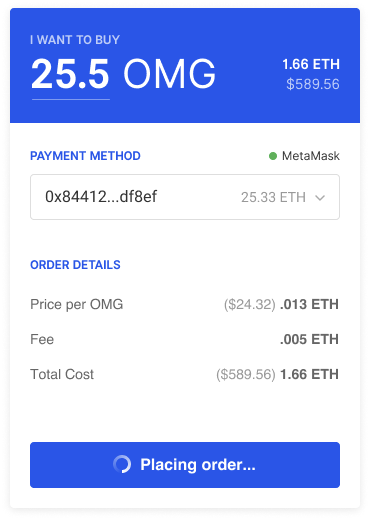 I WANT TO BUY
25.5 OMG
1.66 ETH
$589.56
PAYMENT METHOD
MetaMask
0x84412...df8ef
25.33 ETH
ORDER DETAILS
Price per OMG ($24.32) .013 ETH
Fee .005 ETH
Total Cost ($589.56) 1.66 ETH
Placing order...